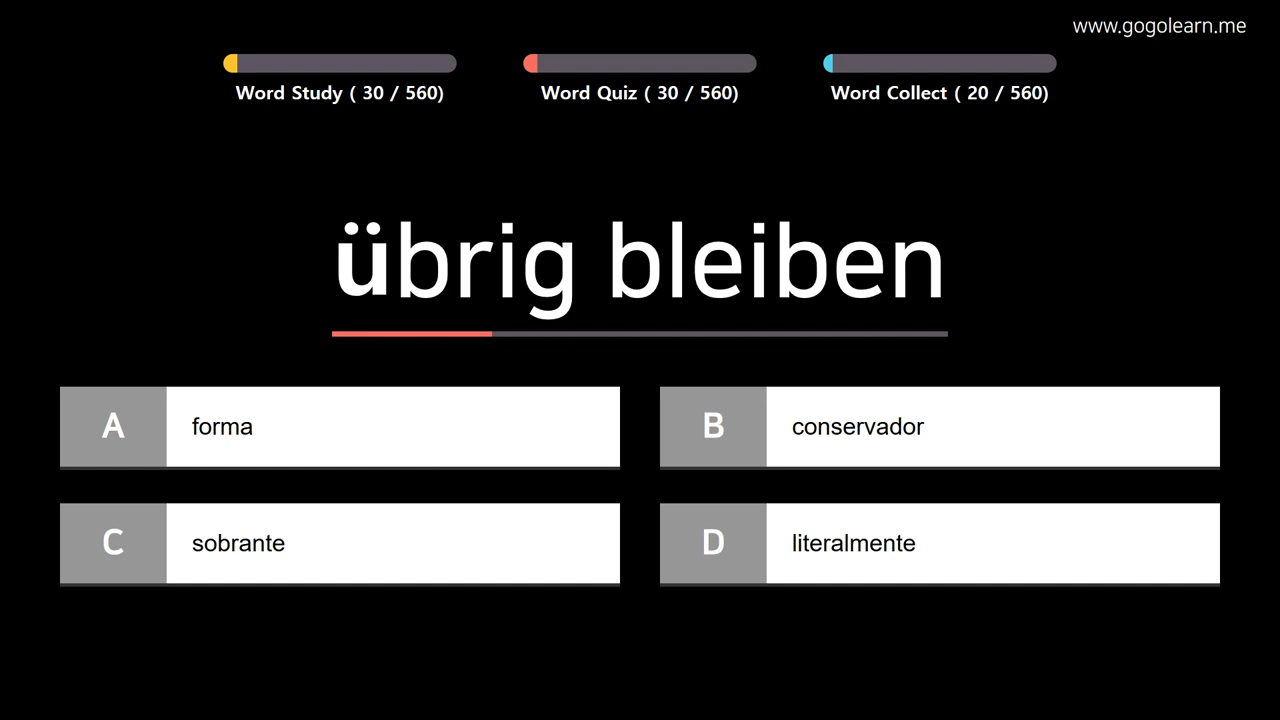 www.gogolearn.me
Word Study ( 30 / 560)
Word Quiz ( 30 / 560)
Word Collect ( 20 / 560)
übrig bleiben
A forma
B conservador
C sobrante
D literalmente